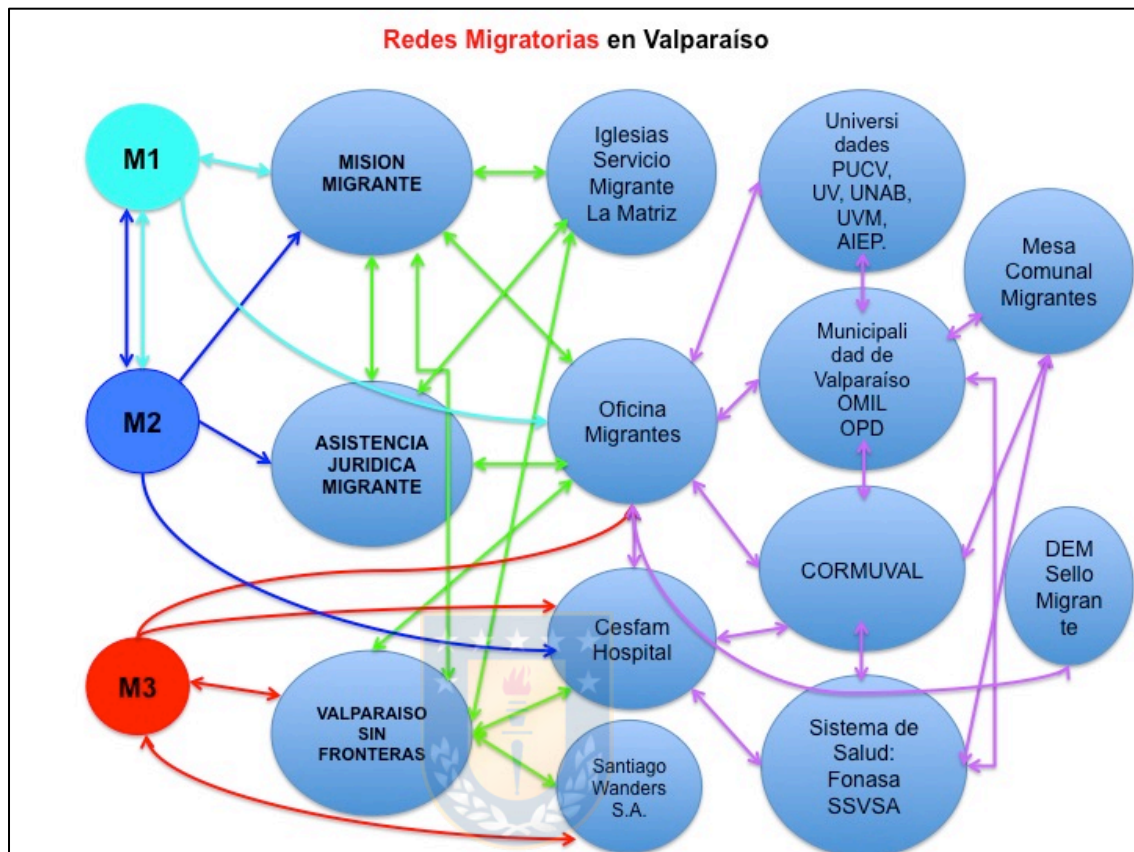 Redes Migratorias en Valparaíso
M1
MISION
MIGRANTE
Iglesias
Servicio
Migrante
La Matriz
Universi
dades
PUCV,
UV, UNAB,
UVM,
AIEP.
Mesa
Comunal
Migrantes
M2
ASISTENCIA
JURIDICA
MIGRANTE
Oficina
Migrantes
Municipali
dad de
Valparaíso
OMIL
OPD
CORMUVAL
DEM
Sello
Migran
te
M3
VALPARAISO
SIN
FRONTERAS
Cesfam
Hospital
Santiago
Wanders
S.A.
Sistema de
Salud:
Fonasa
SSVSA